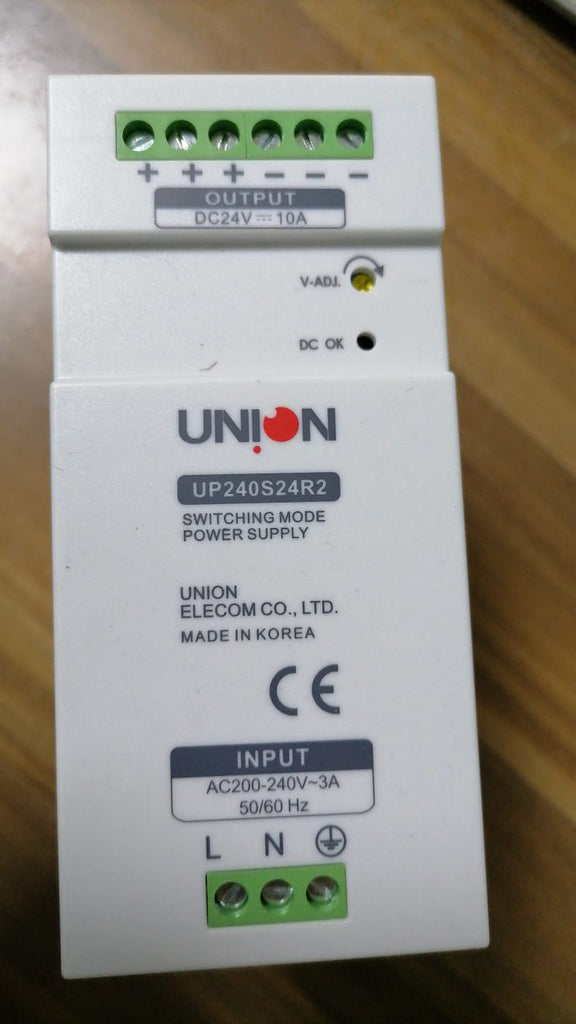 + + + − − −
OUTPUT
DC24V ⎓ 10A
V-ADJ.
DC OK
UNION
UP240S24R2
SWITCHING MODE
POWER SUPPLY
UNION
ELECOM CO., LTD.
MADE IN KOREA
CE
INPUT
AC200-240V~3A
50/60 Hz
L N ⏚